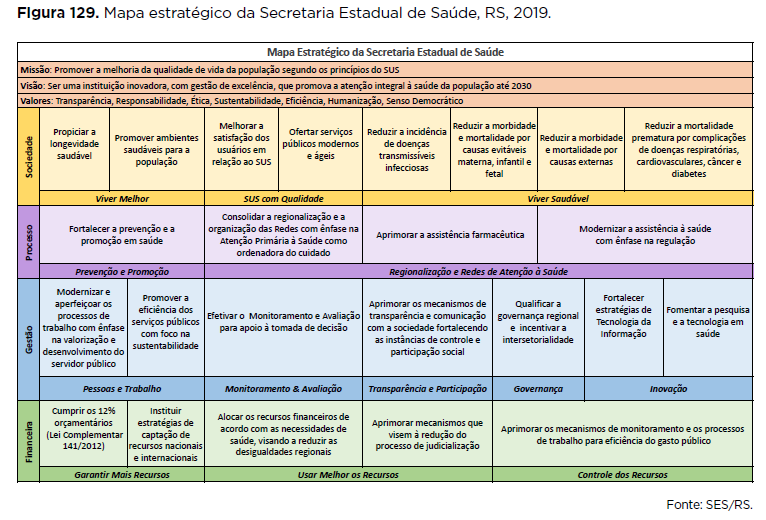 Figura 129. Mapa estratégico da Secretaria Estadual de Saúde, RS, 2019.
Mapa Estratégico da Secretaria Estadual de Saúde
Missão: Promover a melhoria da qualidade de vida da população segundo os princípios do SUS
Visão: Ser uma instituição inovadora, com gestão de excelência, que promova a atenção integral à saúde da população até 2030
Valores: Transparência, Responsabilidade, Ética, Sustentabilidade, Eficiência, Humanização, Senso Democrático
Sociedade
Propiciar a
longevidade
saudável
Promover ambientes
saudáveis para a
população
Melhorar a
satisfação dos
usuários em
relação ao SUS
Ofertar serviços
públicos modernos
e ágeis
Reduzir a incidência
de doenças
transmissíveis
infecciosas
Reduzir a morbidade
e mortalidade por
causas evitáveis
materna, infantil e
fetal
Reduzir a morbidade
e mortalidade por
causas externas
Reduzir a mortalidade
prematura por complicações
de doenças respiratórias,
cardiovasculares, câncer e
diabetes
Viver Melhor
SUS com Qualidade
Viver Saudável
Processo
Fortalecer a prevenção e a
promoção em saúde
Consolidar a regionalização e a
organização das Redes com ênfase na
Atenção Primária à Saúde como
ordenadora do cuidado
Aprimorar a assistência farmacêutica
Modernizar a assistência à saúde
com ênfase na regulação
Prevenção e Promoção
Regionalização e Redes de Atenção à Saúde
Gestão
Modernizar e
aperfeiçoar os
processos de
trabalho com ênfase
na valorização e
desenvolvimento do
servidor público
Promover a
eficiência dos
serviços públicos
com foco na
sustentabilidade
Efetivar o Monitoramento e Avaliação
para apoio à tomada de decisão
Aprimorar os mecanismos de
transparência e comunicação
com a sociedade fortalecendo
as instâncias de controle e
participação social
Qualificar a
governança regional
e incentivar a
intersetorialidade
Fortalecer
estratégias de
Tecnologia da
Informação
Fomentar a pesquisa
e a tecnologia em
saúde
Pessoas e Trabalho
Monitoramento & Avaliação
Transparência e Participação
Governança
Inovação
Financeira
Cumprir os 12%
orçamentários
(Lei Complementar
141/2012)
Instituir
estratégias de
captação de
recursos nacionais
e internacionais
Alocar os recursos financeiros de
acordo com as necessidades de
saúde, visando a reduzir as
desigualdades regionais
Aprimorar mecanismos que
visem à redução do
processo de judicialização
Aprimorar os mecanismos de monitoramento e os processos
de trabalho para eficiência do gasto público
Garantir Mais Recursos
Usar Melhor os Recursos
Controle dos Recursos
Fonte: SES/RS.